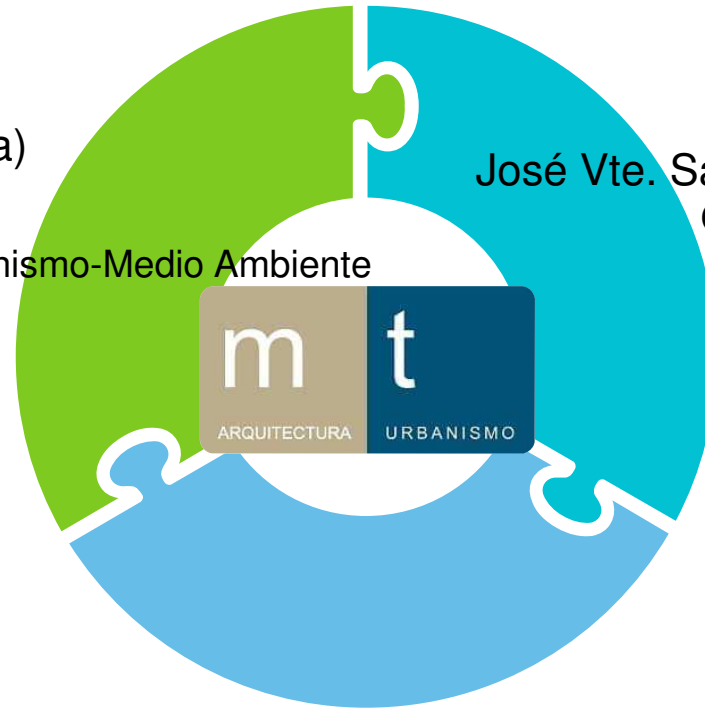 a)
José Vte. Sa
nismo-Medio Ambiente
m t
ARQUITECTURA URBANISMO